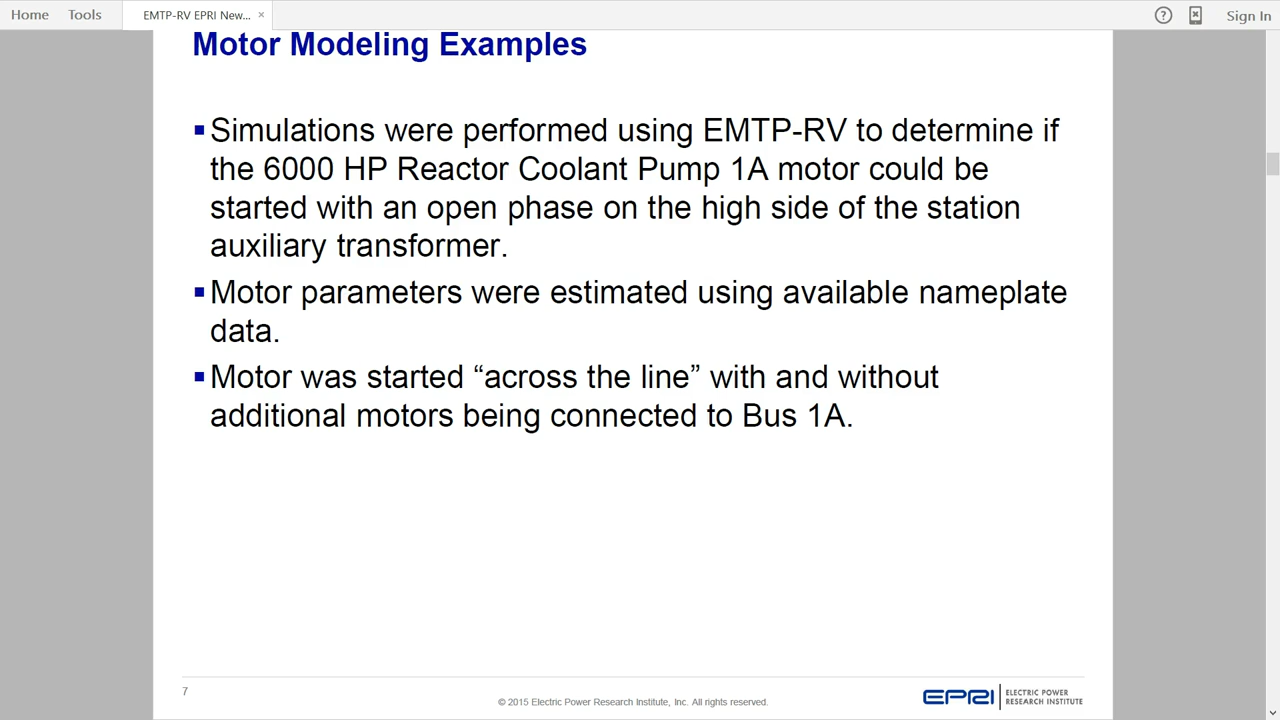 Home Tools EMTP-RV EPRI New... × ? Sign In
Motor Modeling Examples
▪Simulations were performed using EMTP-RV to determine if
the 6000 HP Reactor Coolant Pump 1A motor could be
started with an open phase on the high side of the station
auxiliary transformer.
▪Motor parameters were estimated using available nameplate
data.
▪Motor was started “across the line” with and without
additional motors being connected to Bus 1A.
7
© 2015 Electric Power Research Institute, Inc. All rights reserved.
EPRI
ELECTRIC POWER
RESEARCH INSTITUTE